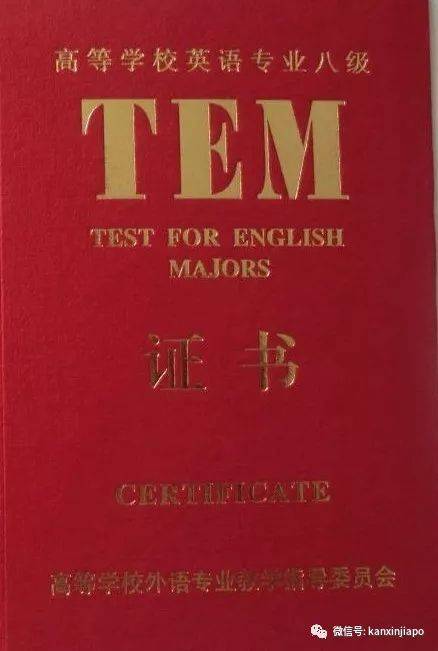 高等学校英语专业八级
TEM
TEST FOR ENGLISH
MAJORS
证书
CERTIFICATE
高等学校外语专业教学指导委员会
微信号: kanxinjiapo